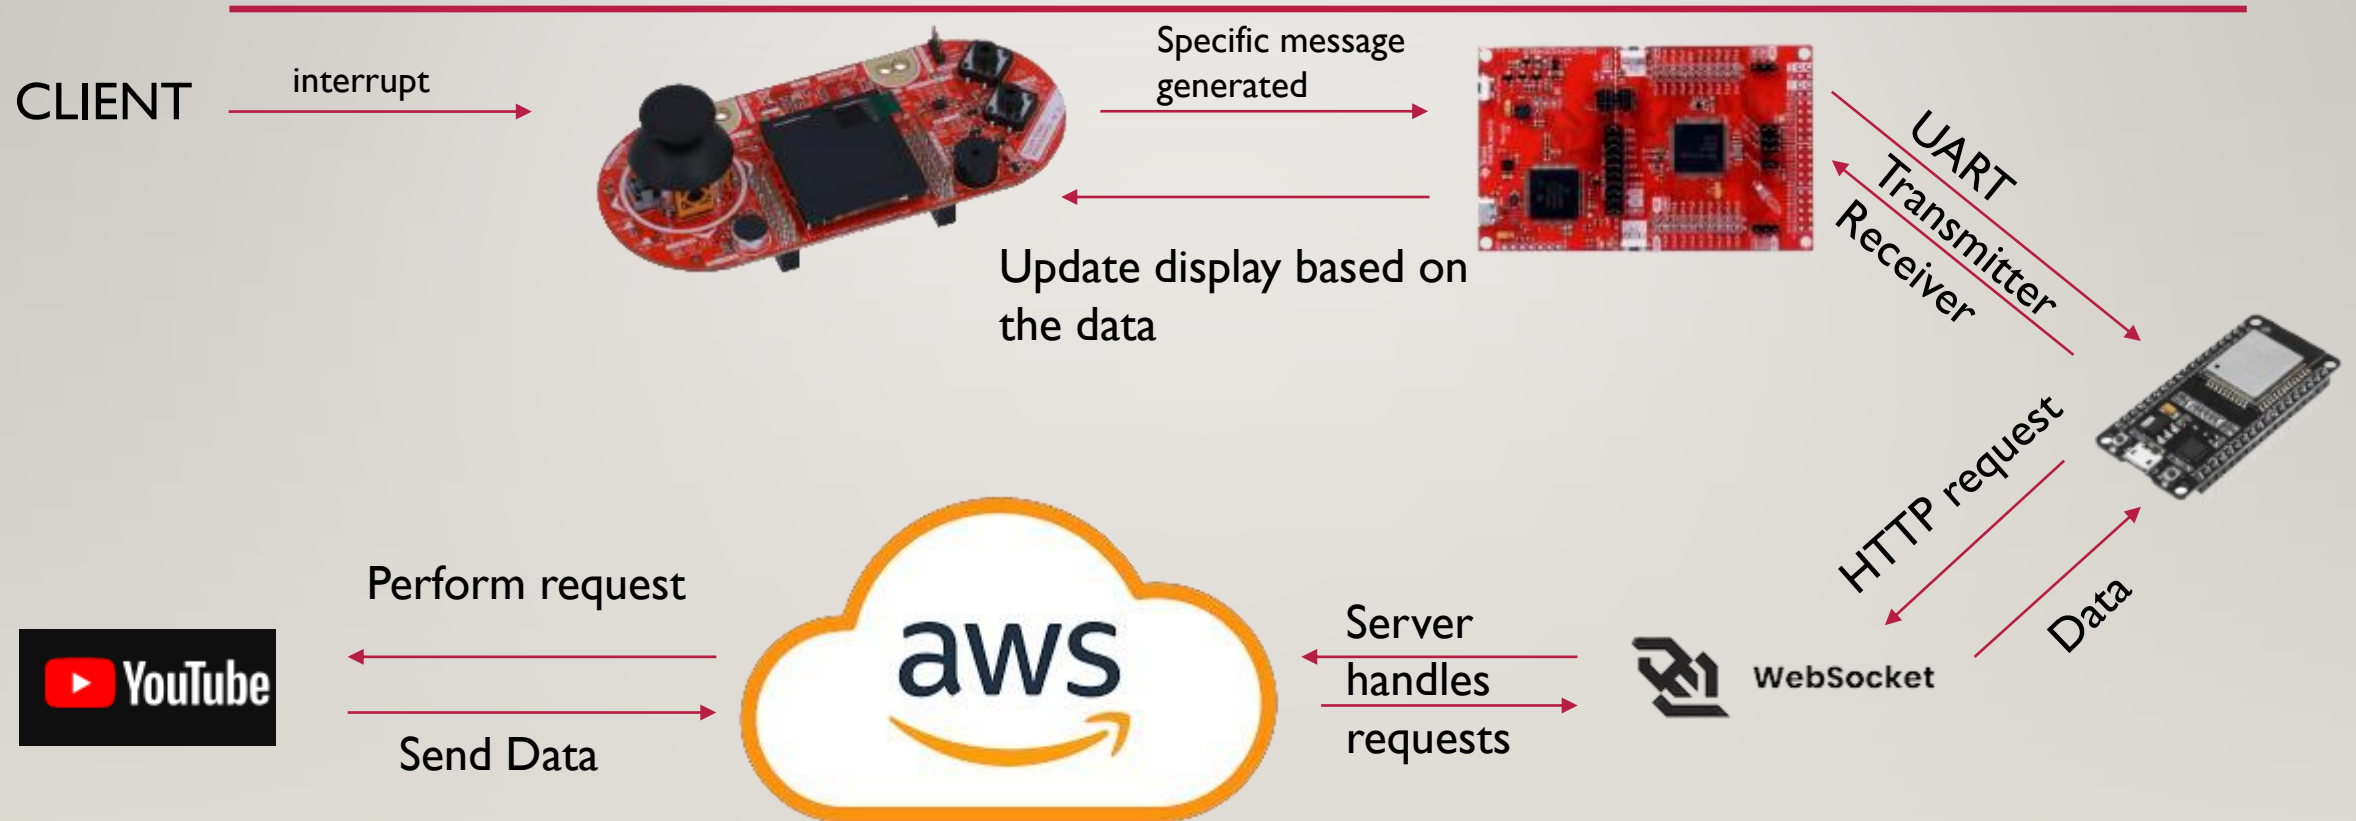 CLIENT
interrupt
Specific message
generated
Update display based on
the data
UART
Transmitter
Receiver
HTTP request
Data
WebSocket
Server
handles
requests
aws
Perform request
YouTube
Send Data